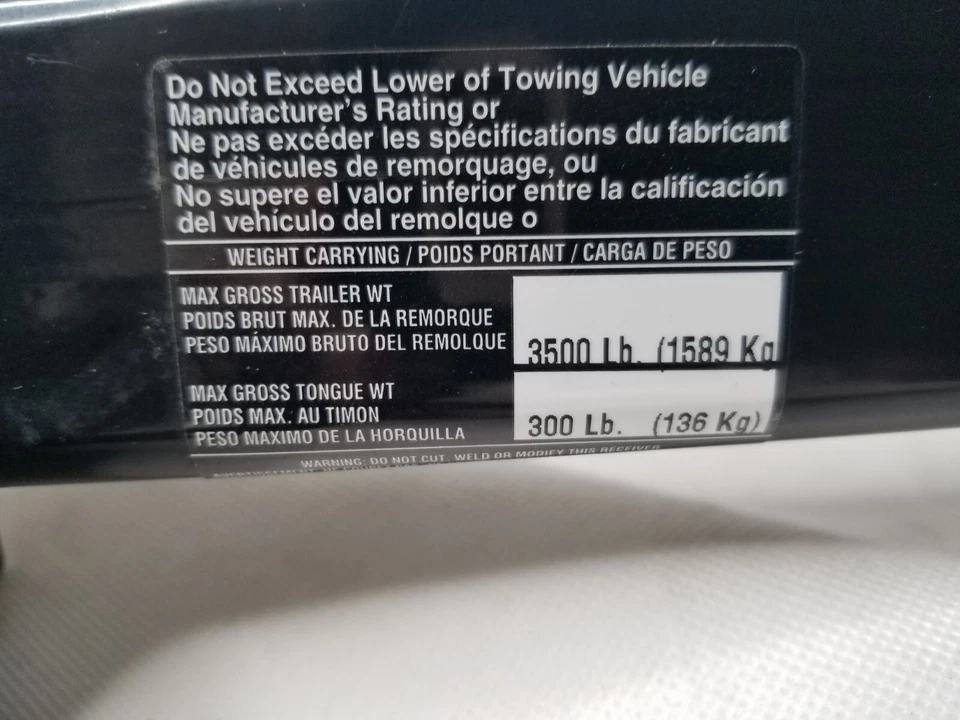 Do Not Exceed Lower of Towing Vehicle
Manufacturer's Rating or
Ne pas excéder les spécifications du fabricant
de véhicules de remorquage, ou
No supere el valor inferior entre la calificación
del vehículo del remolque o
WEIGHT CARRYING / POIDS PORTANT / CARGA DE PESO
MAX GROSS TRAILER WT
POIDS BRUT MAX. DE LA REMORQUE
PESO MÁXIMO BRUTO DEL REMOLQUE
3500 Lb. (1589 Kg
MAX GROSS TONGUE WT
POIDS MAX. AU TIMON
PESO MAXIMO DE LA HORQUILLA
300 Lb. (136 Kg)
WARNING: DO NOT CUT, WELD OR MODIFY THIS RECEIVER